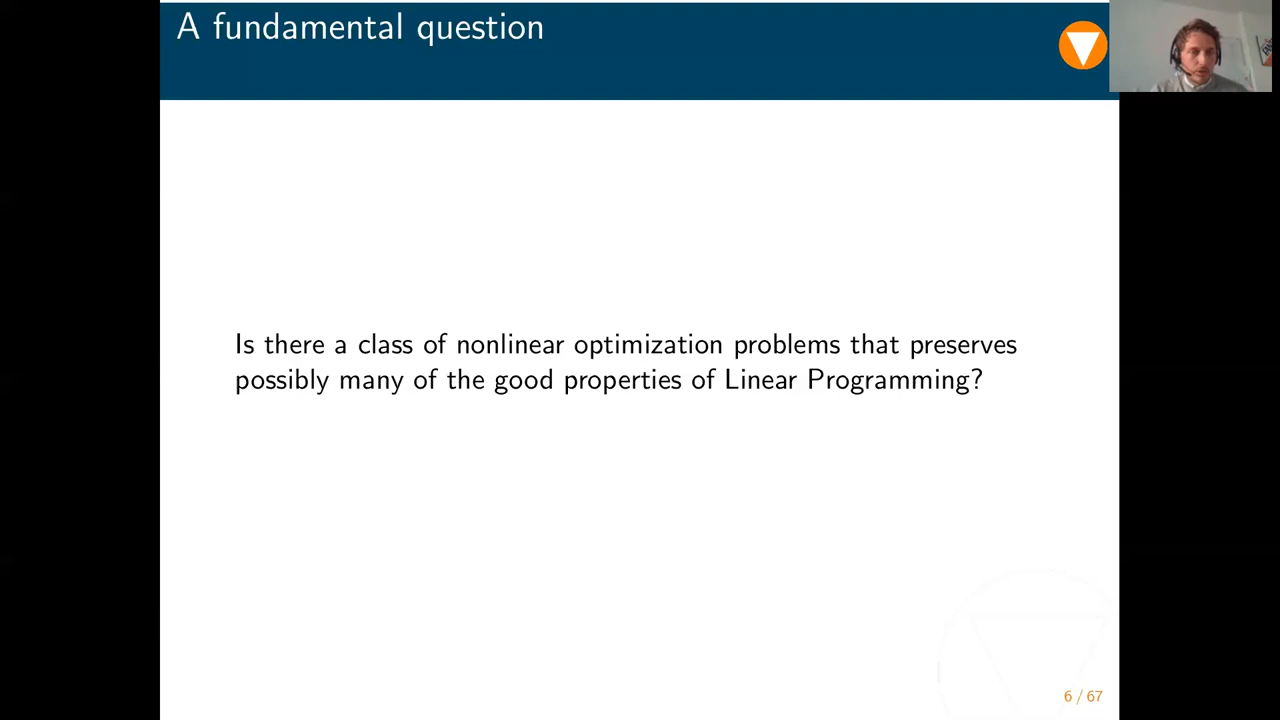 A fundamental question
Is there a class of nonlinear optimization problems that preserves
possibly many of the good properties of Linear Programming?
6 / 67